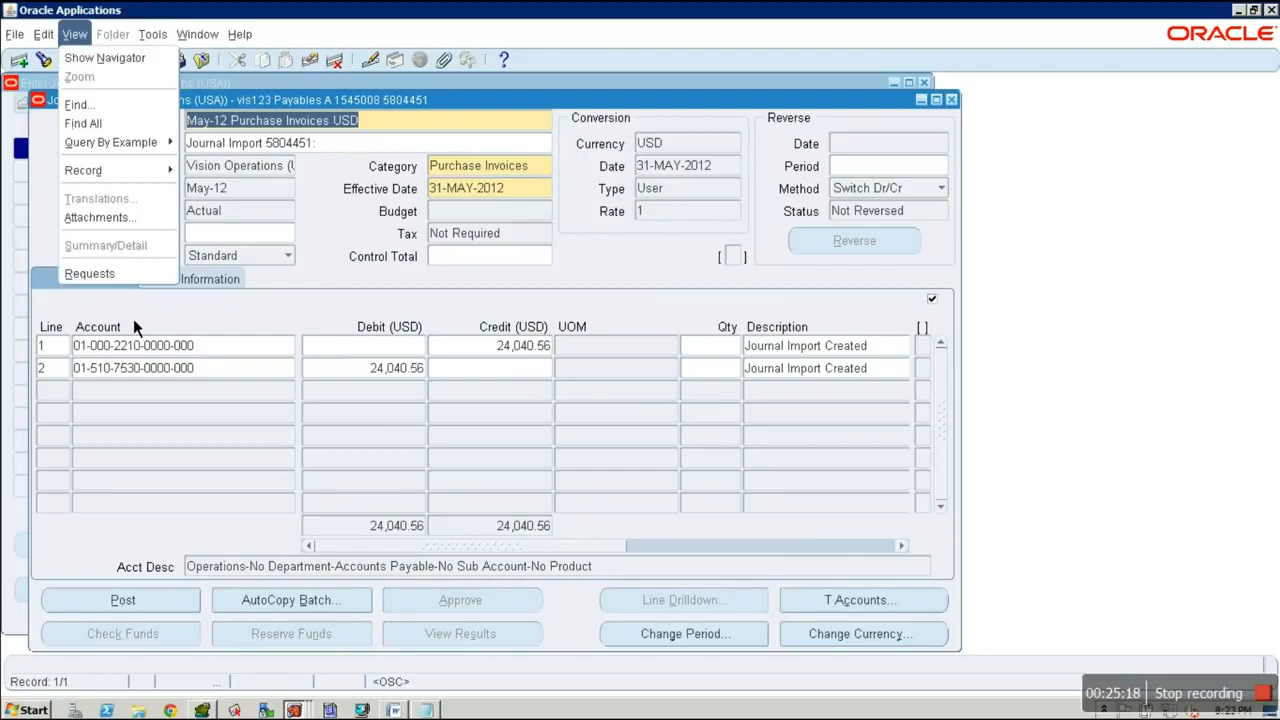 Oracle Applications
File Edit View Folder Tools Window Help
ORACLE
Show Navigator
Zoom
Find...
Find All
Query By Example
Record
Translations...
Attachments...
Summary/Detail
Requests
(USA)) - vis123 Payables A 1545008 5804451
May-12 Purchase Invoices USD
Journal Import 5804451:
Vision Operations (
Category Purchase Invoices
May-12
Effective Date 31-MAY-2012
Actual
Budget
Tax Not Required
Standard
Control Total
Conversion
Currency USD
Date 31-MAY-2012
Type User
Rate 1
[ ]
Reverse
Date
Period
Method Switch Dr/Cr
Status Not Reversed
Reverse
Information
Line Account Debit (USD) Credit (USD) UOM Qty Description [ ]
1 01-000-2210-0000-000 24,040.56 Journal Import Created
2 01-510-7530-0000-000 24,040.56 Journal Import Created
24,040.56 24,040.56
Acct Desc Operations-No Department-Accounts Payable-No Sub Account-No Product
Post AutoCopy Batch... Approve Line Drilldown... T Accounts...
Check Funds Reserve Funds View Results Change Period... Change Currency...
Record: 1/1 ... <OSC>
00:25:18 Stop recording
Start 8:23 PM